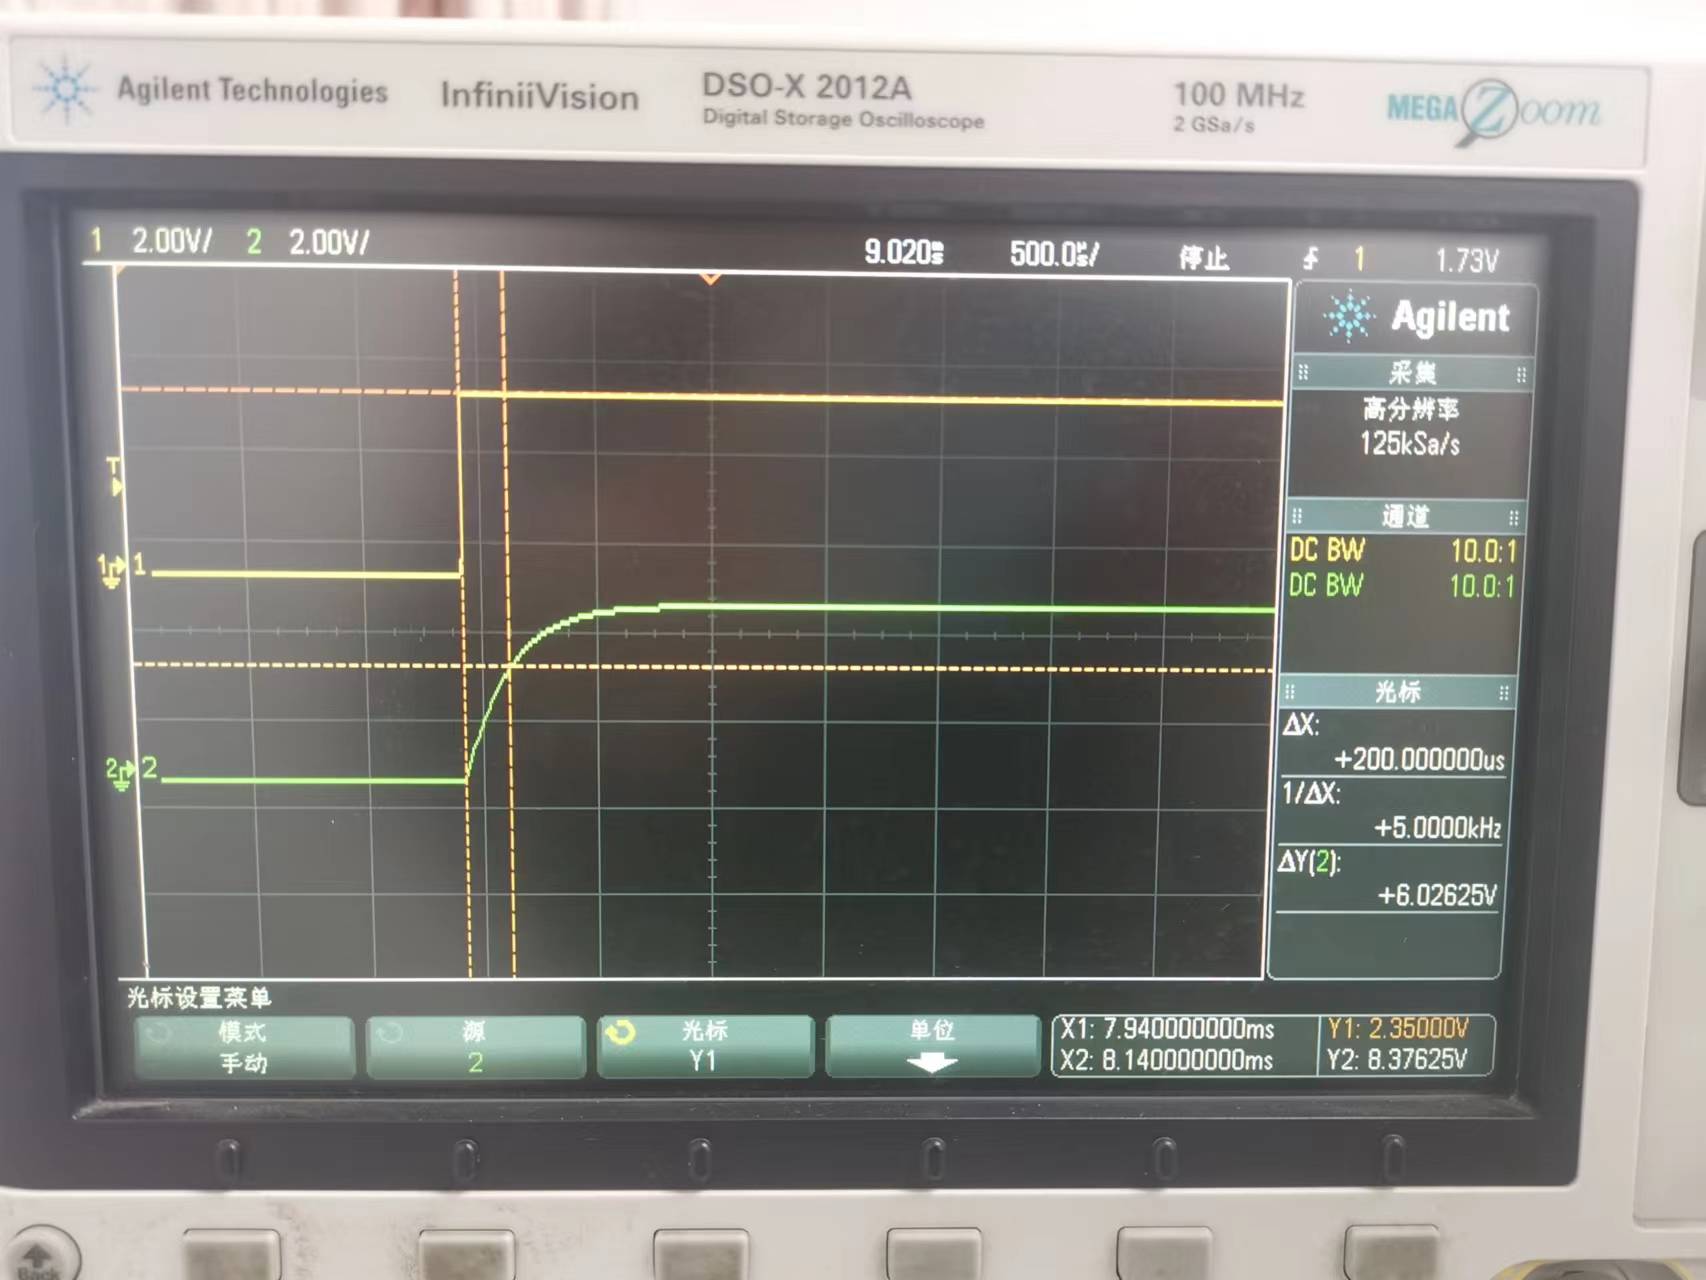 Agilent Technologies InfiniiVision DSO-X 2012A 100 MHz MEGA Zoom
Digital Storage Oscilloscope 2 GSa/s
1 2.00V/ 2 2.00V/ 9.020ms 500.0us/ 停止 1 1.73V
Agilent
采集
高分辨率
125kSa/s
T
通道
1 1
DC BW 10.0:1
DC BW 10.0:1
光标
ΔX:
+200.000000us
2 2
1/ΔX:
+5.0000kHz
ΔY(2):
+6.02625V
光标设置菜单
模式 源 光标 单位
手动 2 Y1
X1: 7.940000000ms Y1: 2.35000V
X2: 8.140000000ms Y2: 8.37625V
Back